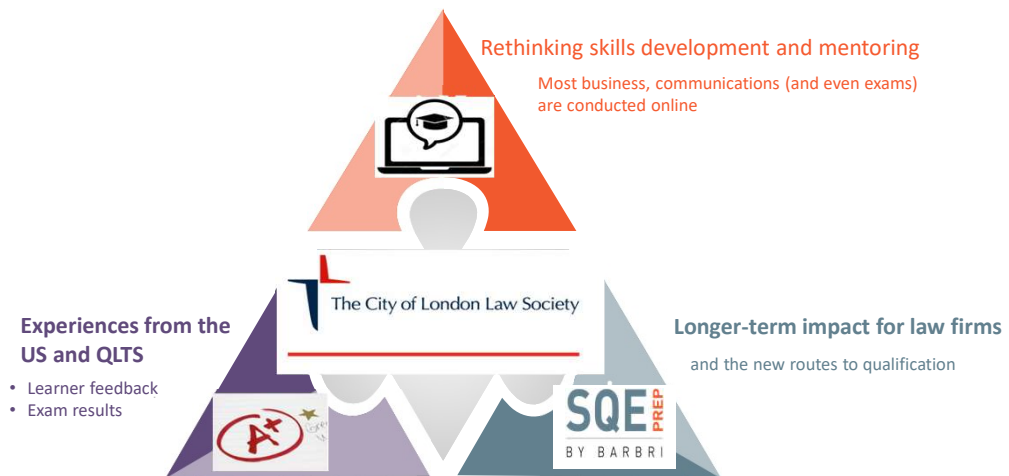 Rethinking skills development and mentoring
Most business, communications (and even exams)
are conducted online
The City of London Law Society
Experiences from the
US and QLTS
• Learner feedback
• Exam results
A+
Longer-term impact for law firms
and the new routes to qualification
SQE PREP
BY BARBRI